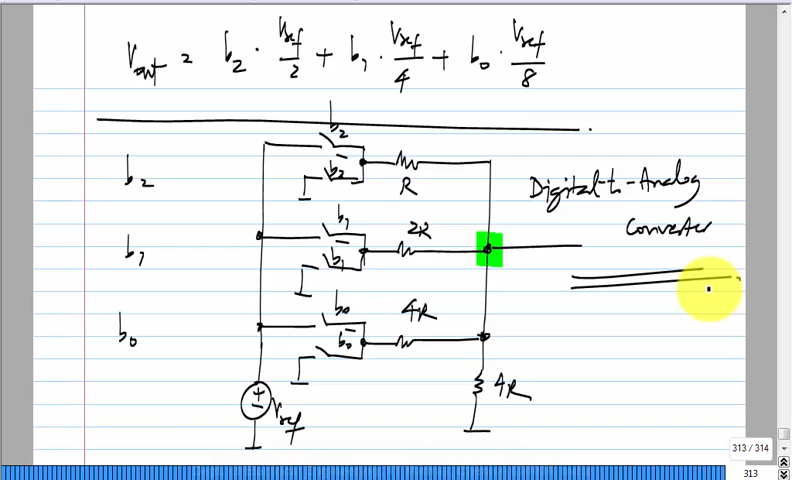 Vout = b2 · Vref/2 + b1 · Vref/4 + b0 · Vref/8
b2
b2
b2
R
Digital-to-Analog
Converter
b1
b1
b1
2R
b0
b0
b0
4R
4R
Vref
313 / 314
313